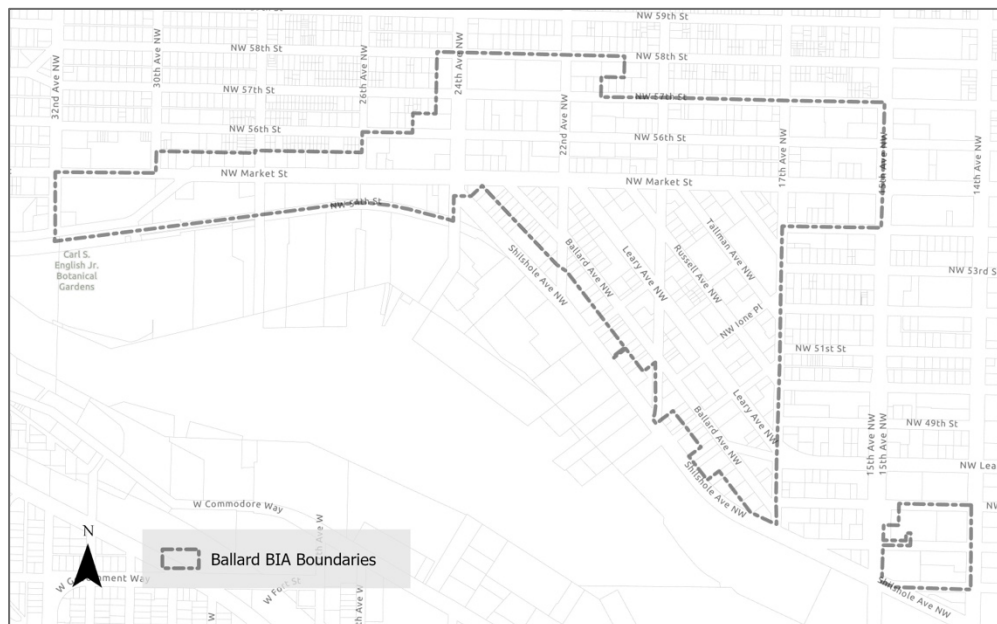 NW 59th St
NW 58th St
NW 58th St
32nd Ave NW
30th Ave NW
26th Ave NW
24th Ave NW
NW 57th St
NW 57th St
22nd Ave NW
17th Ave NW
15th Ave NW
14th Ave NW
NW 56th St
NW 56th St
NW Market St
NW Market St
NW 54th St
Carl S.
English Jr.
Botanical
Gardens
Shilshole Ave NW
Ballard Ave NW
Leary Ave NW
Russell Ave NW
Tallman Ave NW
NW 53rd S
NW Ione Pl
NW 51st St
Leary Ave NW
Ballard Ave NW
Shilshole Ave NW
NW 49th St
15th Ave NW
15th Ave NW
NW Lea
W Commodore Way
NW
N
Ballard BIA Boundaries
W Government Way
W Fort St
Ave W
Shilshole Ave NW
W